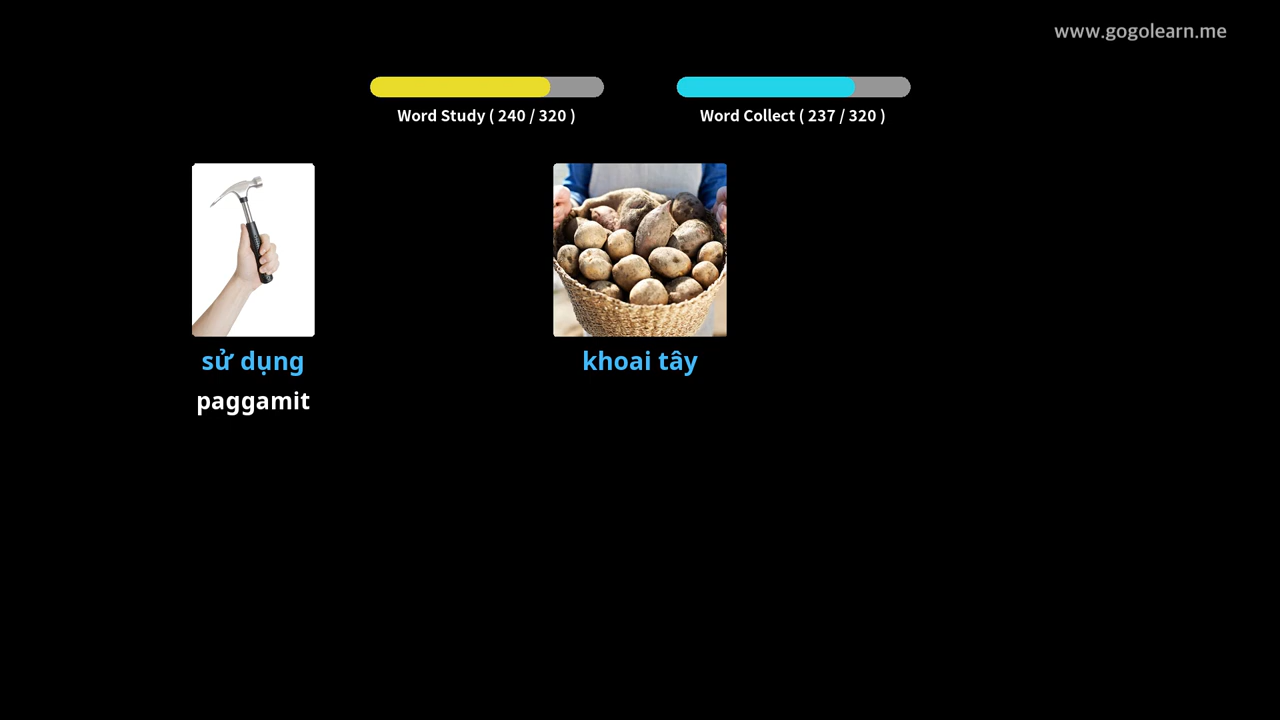 www.gogolearn.me
Word Study ( 240 / 320 )
Word Collect ( 237 / 320 )
sử dụng
khoai tây
paggamit